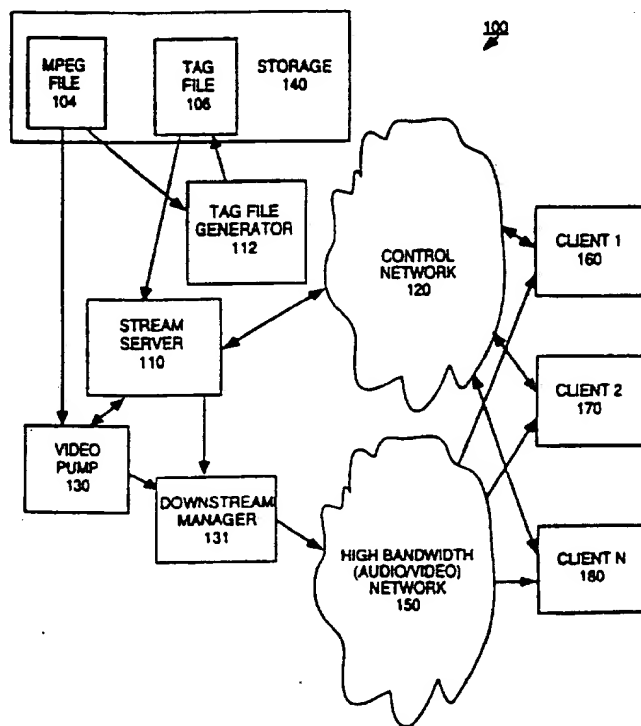 100
MPEG
FILE
104
TAG
FILE
106
STORAGE
140
TAG FILE
GENERATOR
112
CONTROL
NETWORK
120
CLIENT 1
160
STREAM
SERVER
110
CLIENT 2
170
VIDEO
PUMP
130
DOWNSTREAM
MANAGER
131
HIGH BANDWIDTH
(AUDIO/VIDEO)
NETWORK
150
CLIENT N
180